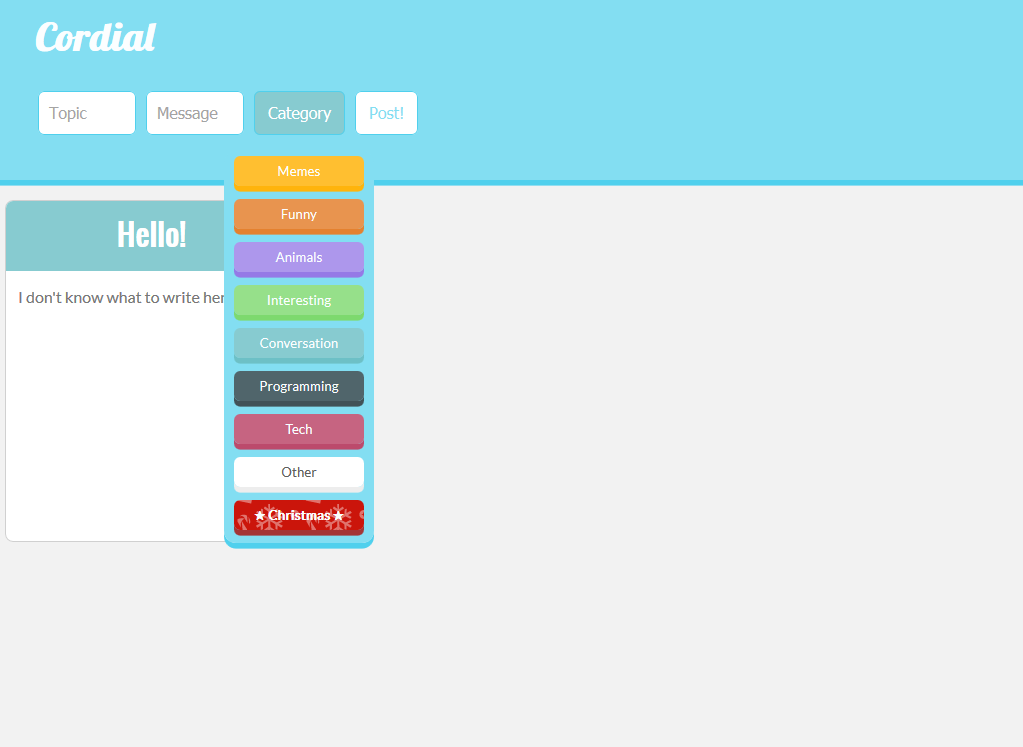 Cordial
Topic Message Category Post!
Memes
Funny
Animals
Interesting
Conversation
Programming
Tech
Other
★ Christmas ★
Hello!
I don't know what to write her